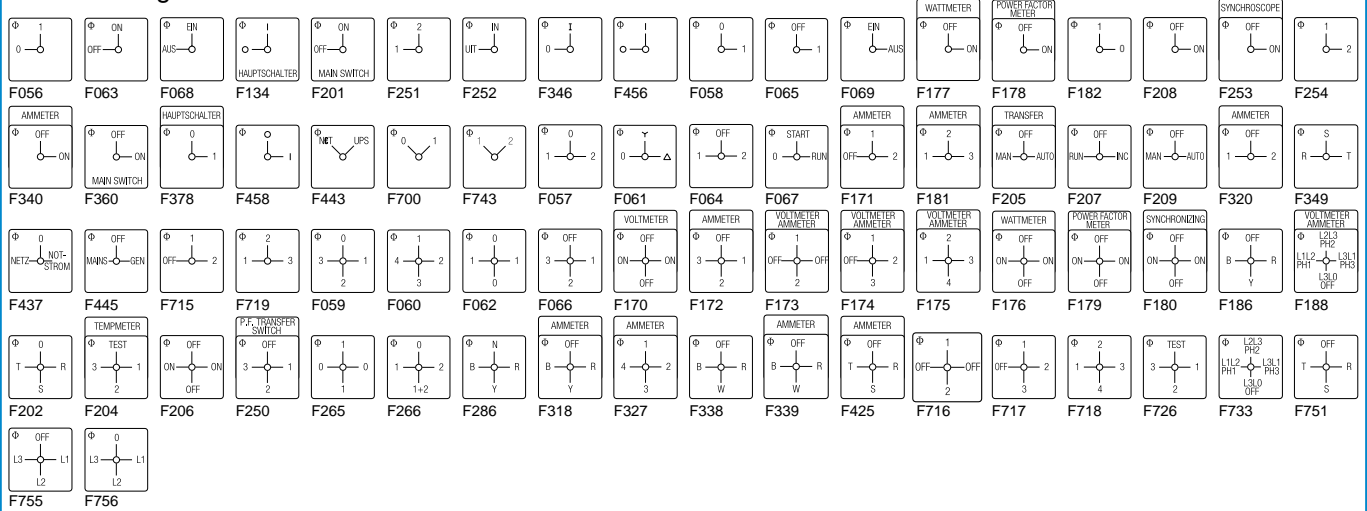 WATTMETER POWER FACTOR METER SYNCHROSCOPE
Φ 1 Φ ON Φ EIN Φ I Φ ON Φ 2 Φ IN Φ I Φ I Φ 0 Φ OFF Φ EIN Φ OFF Φ OFF Φ 1 Φ OFF Φ OFF Φ 1
0 OFF AUS O OFF 1 UIT 0 O 1 1 AUS ON ON 0 ON ON 2
HAUPTSCHALTER MAIN SWITCH
F056 F063 F068 F134 F201 F251 F252 F346 F456 F058 F065 F069 F177 F178 F182 F208 F253 F254
AMMETER HAUPTSCHALTER AMMETER AMMETER TRANSFER AMMETER
Φ OFF Φ OFF Φ 0 Φ O Φ NET UPS Φ 0 1 Φ 1 2 Φ 0 Φ Y Φ OFF Φ START Φ 1 Φ 2 Φ OFF Φ OFF Φ OFF Φ OFF Φ S
ON ON 1 I 1 2 0 Δ 1 2 0 RUN OFF 2 1 3 MAN AUTO RUN INC MAN AUTO 1 2 R T
MAIN SWITCH
F340 F360 F378 F458 F443 F700 F743 F057 F061 F064 F067 F171 F181 F205 F207 F209 F320 F349
VOLTMETER AMMETER VOLTMETER AMMETER VOLTMETER AMMETER VOLTMETER AMMETER WATTMETER POWER FACTOR METER SYNCHRONIZING VOLTMETER AMMETER
Φ 0 Φ OFF Φ 1 Φ 2 Φ 0 Φ 1 Φ 0 Φ OFF Φ OFF Φ OFF Φ 1 Φ 1 Φ 2 Φ OFF Φ OFF Φ OFF Φ OFF Φ L2L3 PH2
NETZ NOT-STROM MAINS GEN OFF 2 1 3 3 1 4 2 1 1 3 1 ON ON 3 1 OFF OFF OFF 2 1 3 ON ON ON ON ON ON B R L1L2 PH1 L3L1 PH3
2 3 0 2 OFF 2 2 3 4 OFF OFF OFF Y L3L0 OFF
F437 F445 F715 F719 F059 F060 F062 F066 F170 F172 F173 F174 F175 F176 F179 F180 F186 F188
TEMPMETER P.F. TRANSFER SWITCH AMMETER AMMETER AMMETER AMMETER
Φ 0 Φ TEST Φ OFF Φ OFF Φ 1 Φ 0 Φ N Φ OFF Φ 1 Φ OFF Φ OFF Φ OFF Φ 1 Φ 1 Φ 2 Φ TEST Φ L2L3 PH2 Φ OFF
T R 3 1 ON ON 3 1 0 0 1 2 B R B R 4 2 B R B R T R OFF OFF OFF 2 1 3 3 1 L1L2 PH1 L3L1 PH3 T R
S 2 OFF 2 1 1+2 Y Y 3 W W S 2 3 4 2 L3L0 OFF S
F202 F204 F206 F250 F265 F266 F286 F318 F327 F338 F339 F425 F716 F717 F718 F726 F733 F751
Φ OFF Φ 0
L3 L1 L3 L1
L2 L2
F755 F756